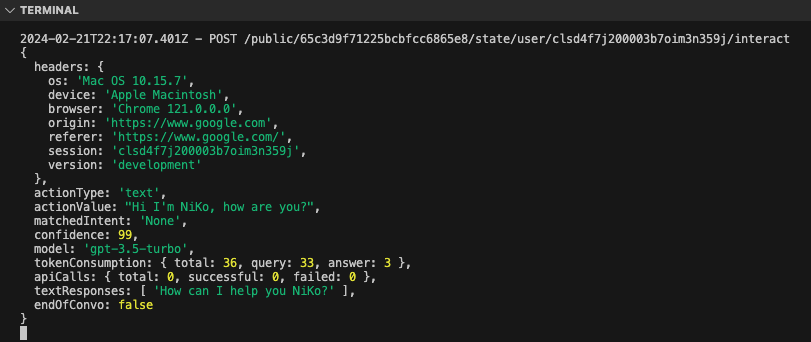 TERMINAL
2024-02-21T22:17:07.401Z - POST /public/65c3d9f71225bcbfcc6865e8/state/user/clsd4f7j200003b7oim3n359j/interact
{
  headers: {
    os: 'Mac OS 10.15.7',
    device: 'Apple Macintosh',
    browser: 'Chrome 121.0.0.0',
    origin: 'https://www.google.com',
    referer: 'https://www.google.com/',
    session: 'clsd4f7j200003b7oim3n359j',
    version: 'development'
  },
  actionType: 'text',
  actionValue: "Hi I'm NiKo, how are you?",
  matchedIntent: 'None',
  confidence: 99,
  model: 'gpt-3.5-turbo',
  tokenConsumption: { total: 36, query: 33, answer: 3 },
  apiCalls: { total: 0, successful: 0, failed: 0 },
  textResponses: [ 'How can I help you NiKo?' ],
  endOfConvo: false
}